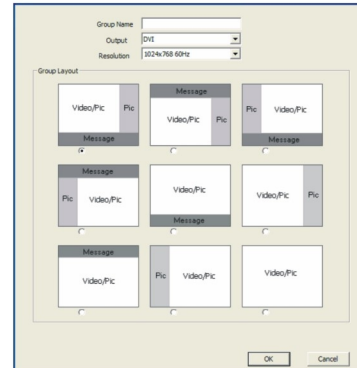 Group Name
Output DVI
Resolution 1024x768 60Hz
Group Layout
Video/Pic Pic
Message
Message
Video/Pic Pic
Pic Video/Pic
Message
Message
Pic Video/Pic
Video/Pic
Message
Video/Pic Pic
Message
Video/Pic
Pic Video/Pic
Video/Pic
OK Cancel